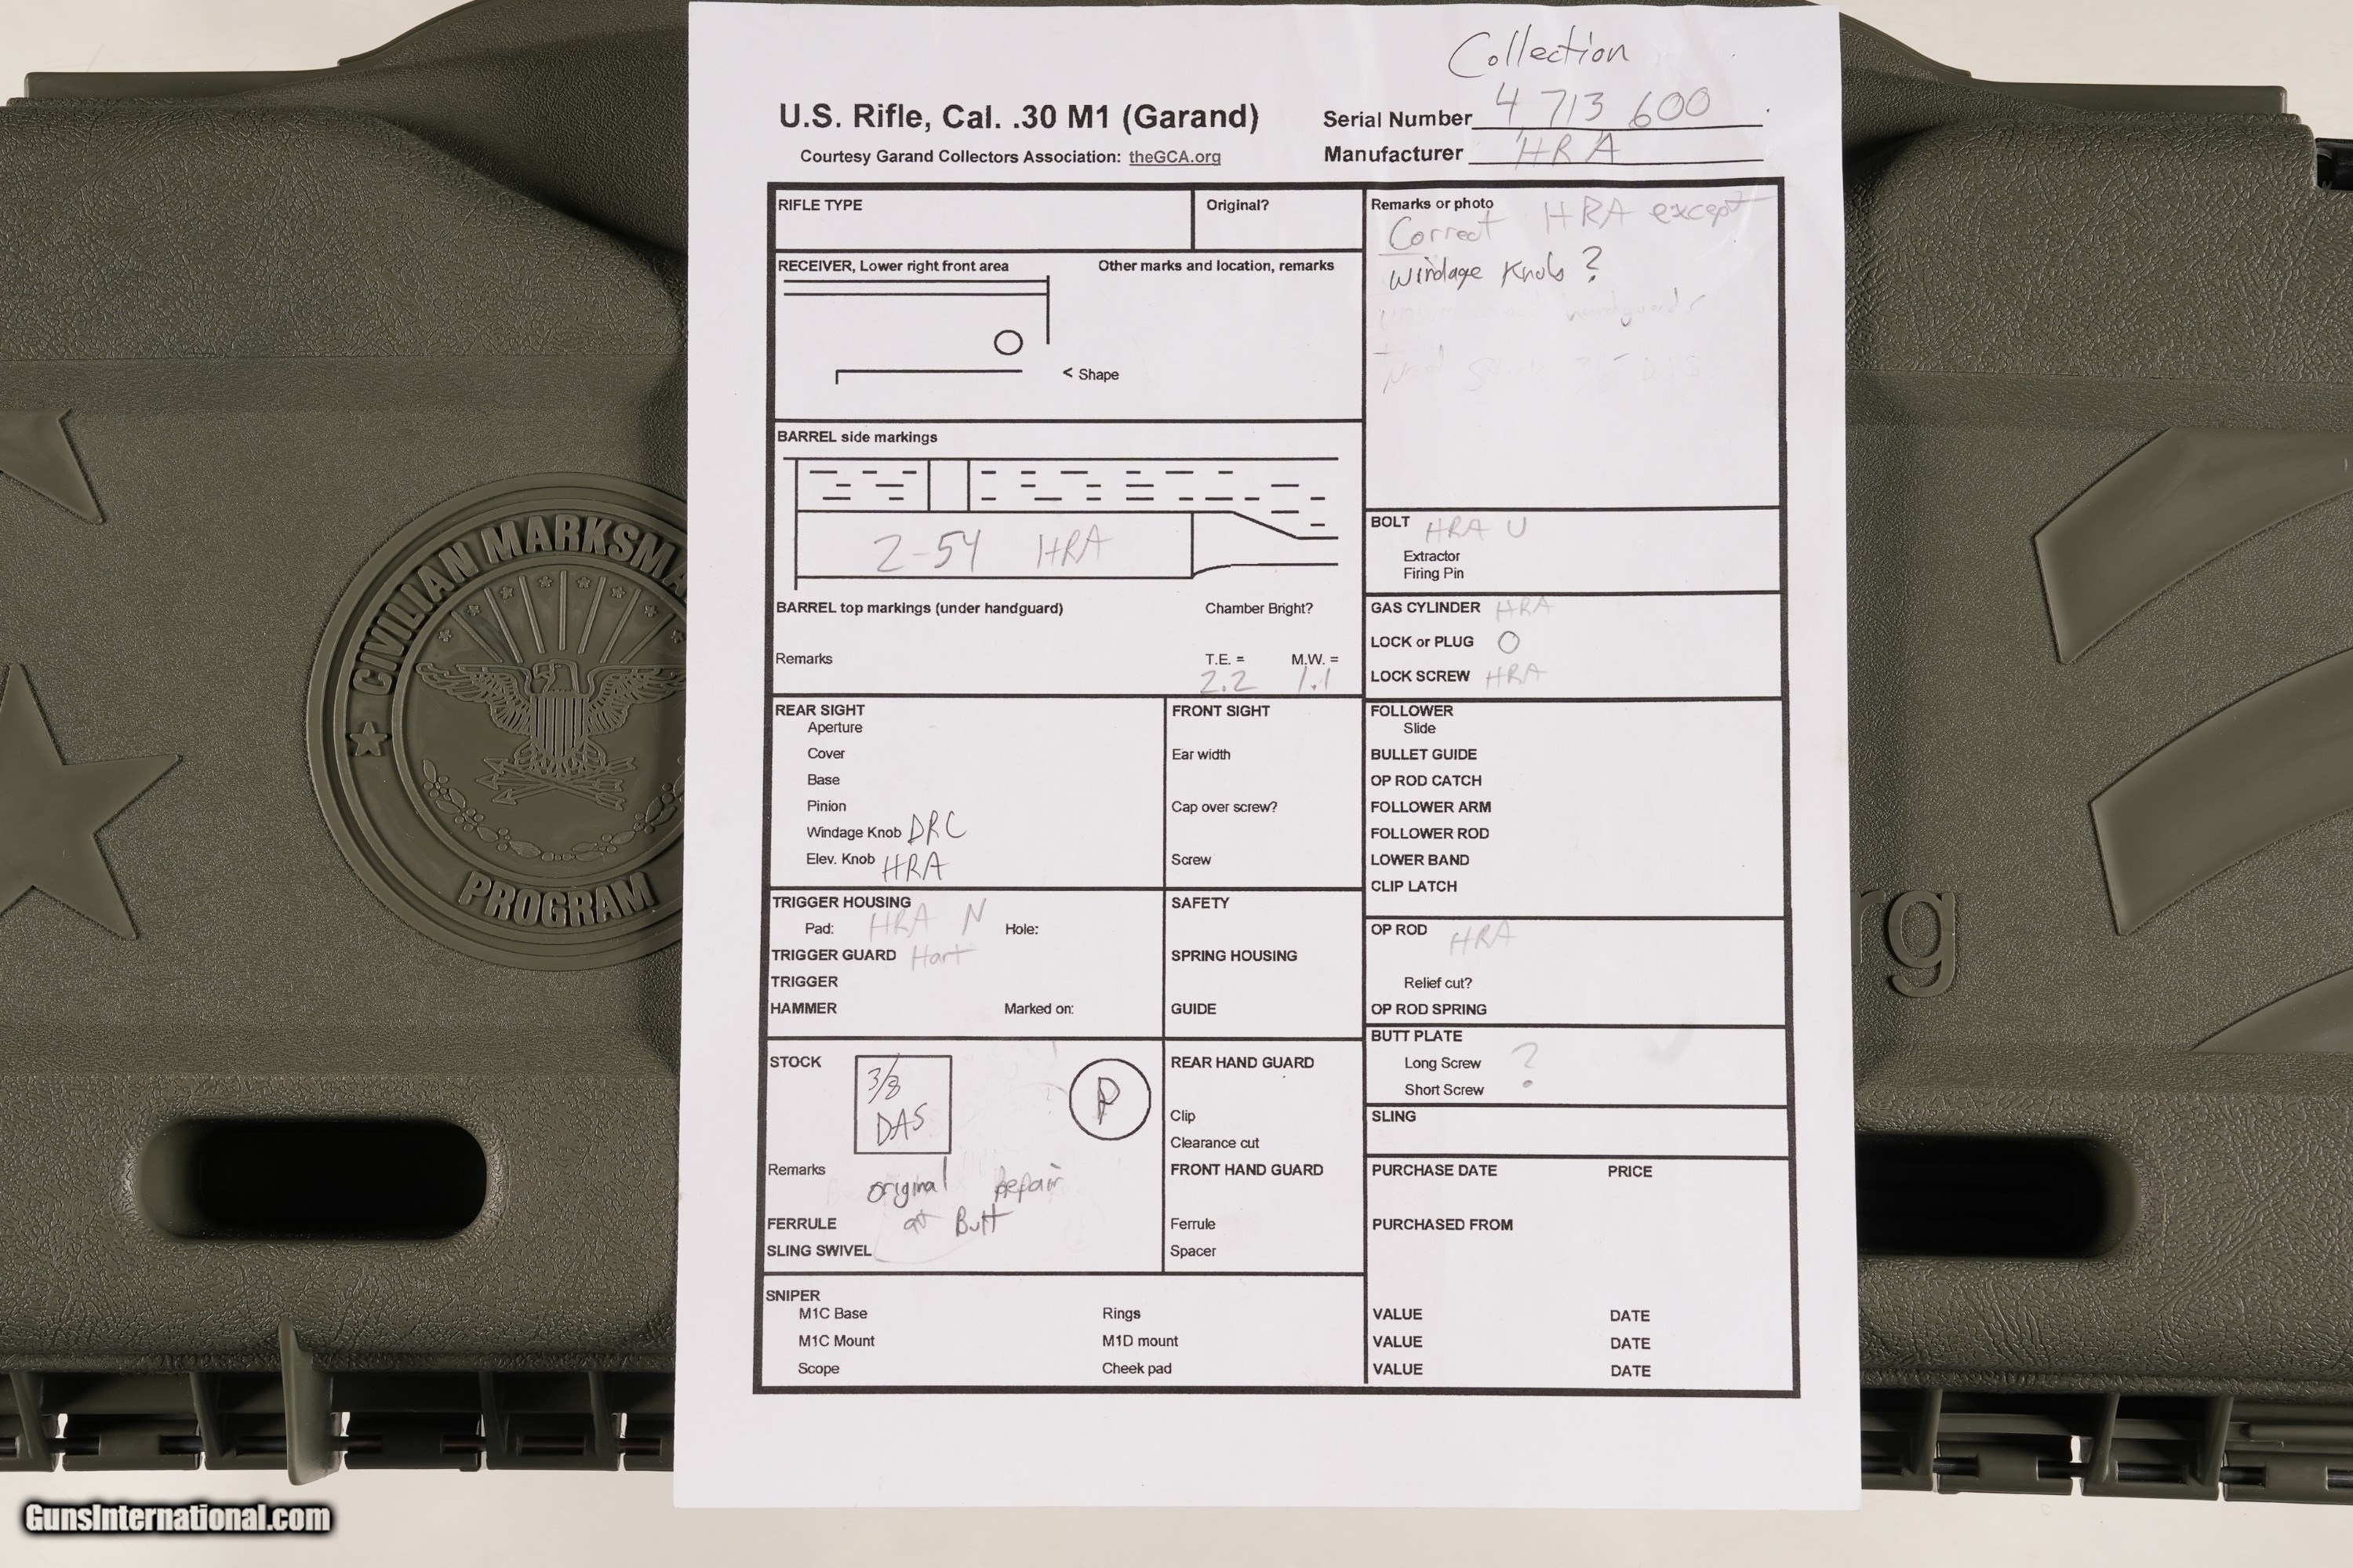 Collection
U.S. Rifle, Cal. .30 M1 (Garand)
Serial Number 4 713 600
Courtesy Garand Collectors Association: theGCA.org
Manufacturer HRA
RIFLE TYPE
Original?
Remarks or photo
Correct HRA except
Windage Knob ?
handguards
Need DAS
RECEIVER, Lower right front area
Other marks and location, remarks
< Shape
BARREL side markings
2-54 HRA
BARREL top markings (under handguard)
Chamber Bright?
Remarks
T.E. = M.W. =
2.2 1.1
BOLT HRA U
Extractor
Firing Pin
GAS CYLINDER HRA
LOCK or PLUG O
LOCK SCREW HRA
REAR SIGHT
Aperture
Cover
Base
Pinion
Windage Knob DRC
Elev. Knob HRA
FRONT SIGHT
Ear width
Cap over screw?
Screw
FOLLOWER
Slide
BULLET GUIDE
OP ROD CATCH
FOLLOWER ARM
FOLLOWER ROD
LOWER BAND
CLIP LATCH
TRIGGER HOUSING
Pad: HRA N Hole:
TRIGGER GUARD Hart
TRIGGER
HAMMER Marked on:
SAFETY
SPRING HOUSING
GUIDE
OP ROD HRA
Relief cut?
OP ROD SPRING
BUTT PLATE
Long Screw ?
Short Screw
SLING
STOCK
3/8
DAS
P
Remarks
original Repair
at Butt
FERRULE
SLING SWIVEL
REAR HAND GUARD
Clip
Clearance cut
FRONT HAND GUARD
Ferrule
Spacer
PURCHASE DATE PRICE
PURCHASED FROM
VALUE DATE
VALUE DATE
VALUE DATE
SNIPER
M1C Base Rings
M1C Mount M1D mount
Scope Cheek pad
CIVILIAN MARKSMA
PROGRAM
rg
GunsInternational.com